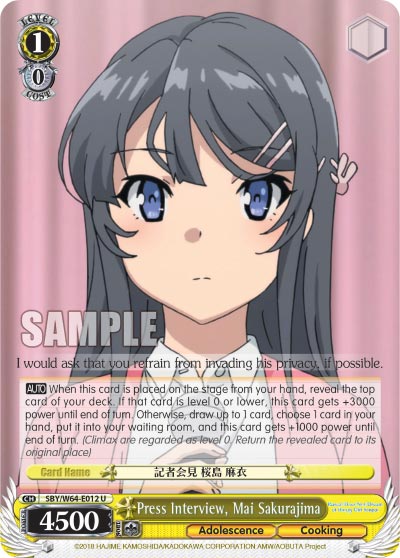 LEVEL
1
0
COST
SAMPLE
I would ask that you refrain from invading his privacy, if possible.
AUTO When this card is placed on the stage from your hand, reveal the top
card of your deck. If that card is level 0 or lower, this card gets +3000
power until end of turn. Otherwise, draw up to 1 card, choose 1 card in your
hand, put it into your waiting room, and this card gets +1000 power until
end of turn. (Climax are regarded as level 0. Return the revealed card to its
original place)
Card Name
記者会見 桜島 麻衣
CH SBY/W64-E012 U
4500
Press Interview, Mai Sakurajima
Adolescence
Cooking
©2018 HAJIME KAMOSHIDA/KADOKAWA CORPORATION AMW/AOBUTA Project